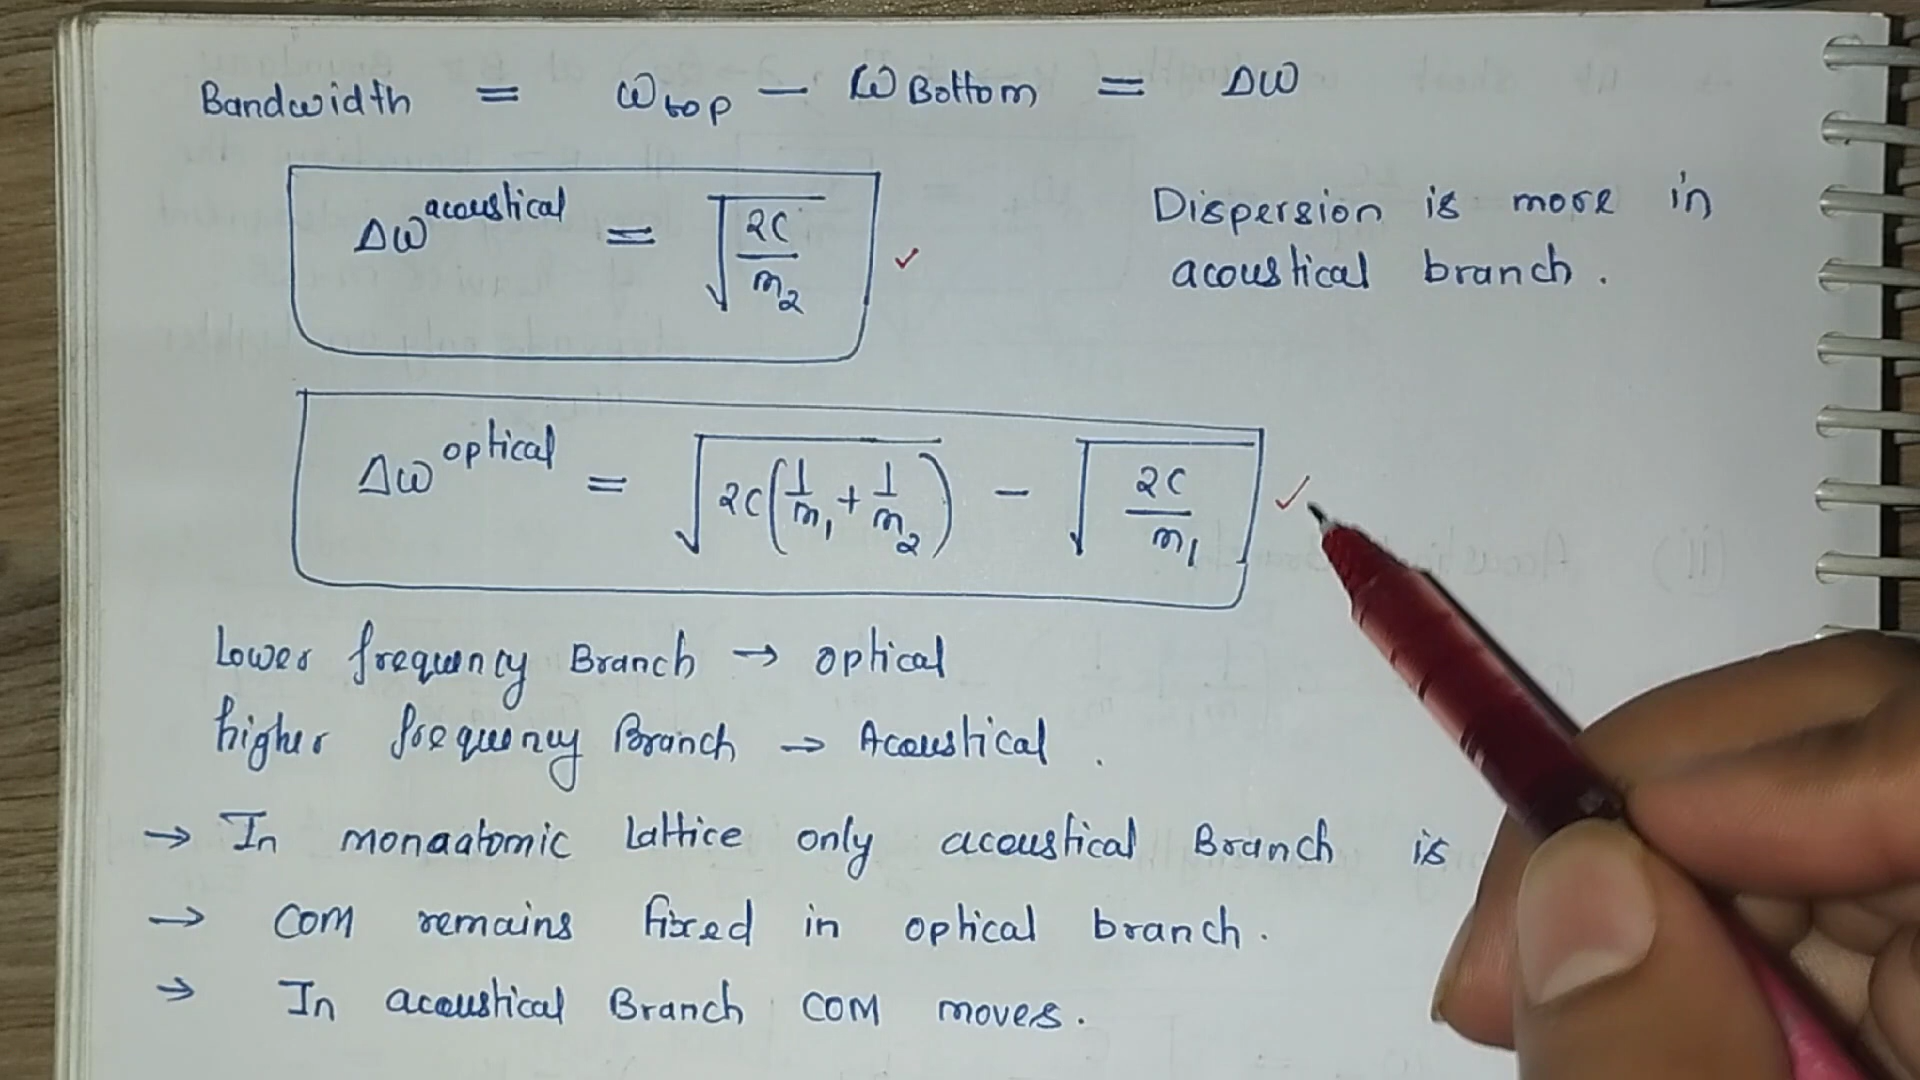 Bandwidth = ω top - ω Bottom = Δω
Δω acoustical = √(2C/m₂) ✓
Dispersion is more in
acoustical branch.
Δω optical = √(2C(1/m₁ + 1/m₂)) - √(2C/m₁) ✓
Lower frequency Branch → optical
higher frequency Branch → Acoustical.
→ In monaatomic Lattice only acoustical Branch is
→ COM remains fixed in optical branch.
→ In acoustical Branch COM moves.